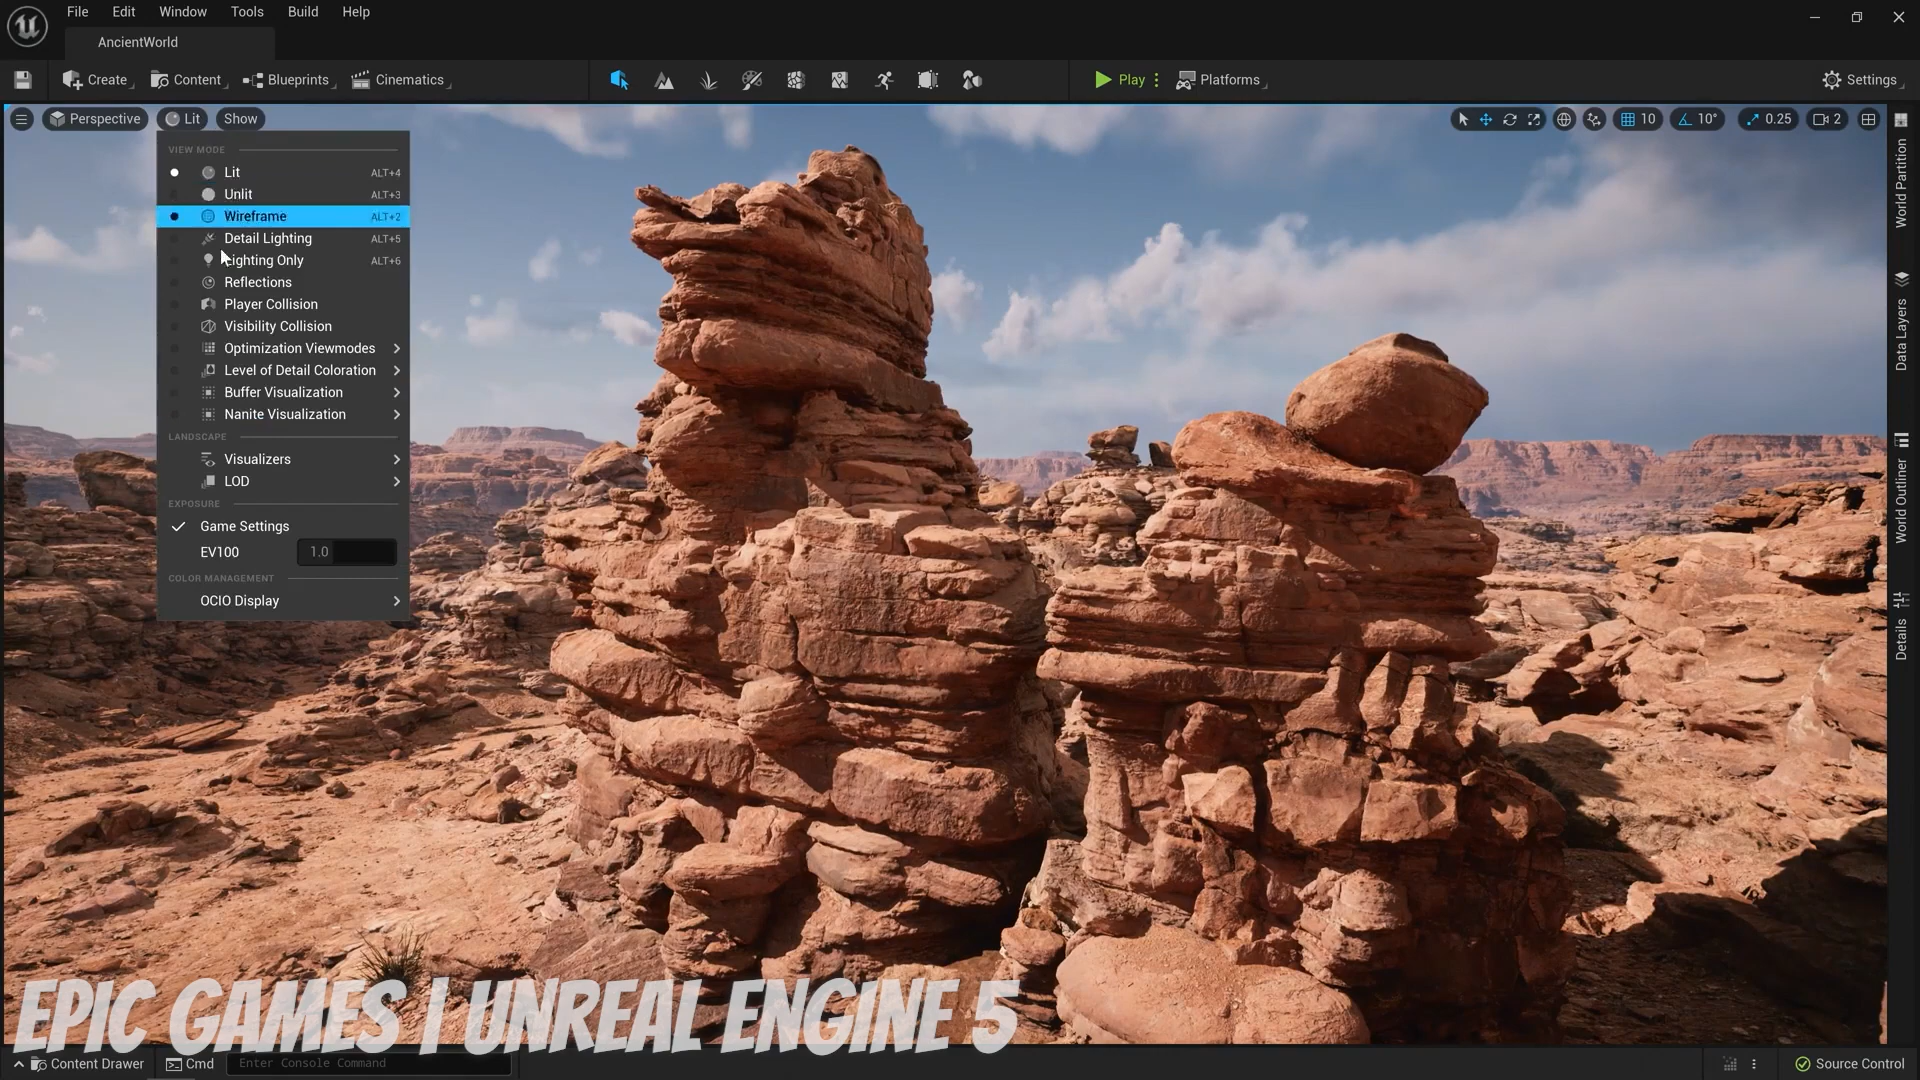 File Edit Window Tools Build Help
AncientWorld
Create Content Blueprints Cinematics Play Platforms Settings
Perspective Lit Show 10 10° 0.25 2
VIEW MODE
Lit ALT+4
Unlit ALT+3
Wireframe ALT+2
Detail Lighting ALT+5
Lighting Only ALT+6
Reflections
Player Collision
Visibility Collision
Optimization Viewmodes
Level of Detail Coloration
Buffer Visualization
Nanite Visualization
LANDSCAPE
Visualizers
LOD
EXPOSURE
Game Settings
EV100 1.0
COLOR MANAGEMENT
OCIO Display
World Partition
Data Layers
World Outliner
Details
EPIC GAMES | UNREAL ENGINE 5
Content Drawer Cmd Enter Console Command Source Control